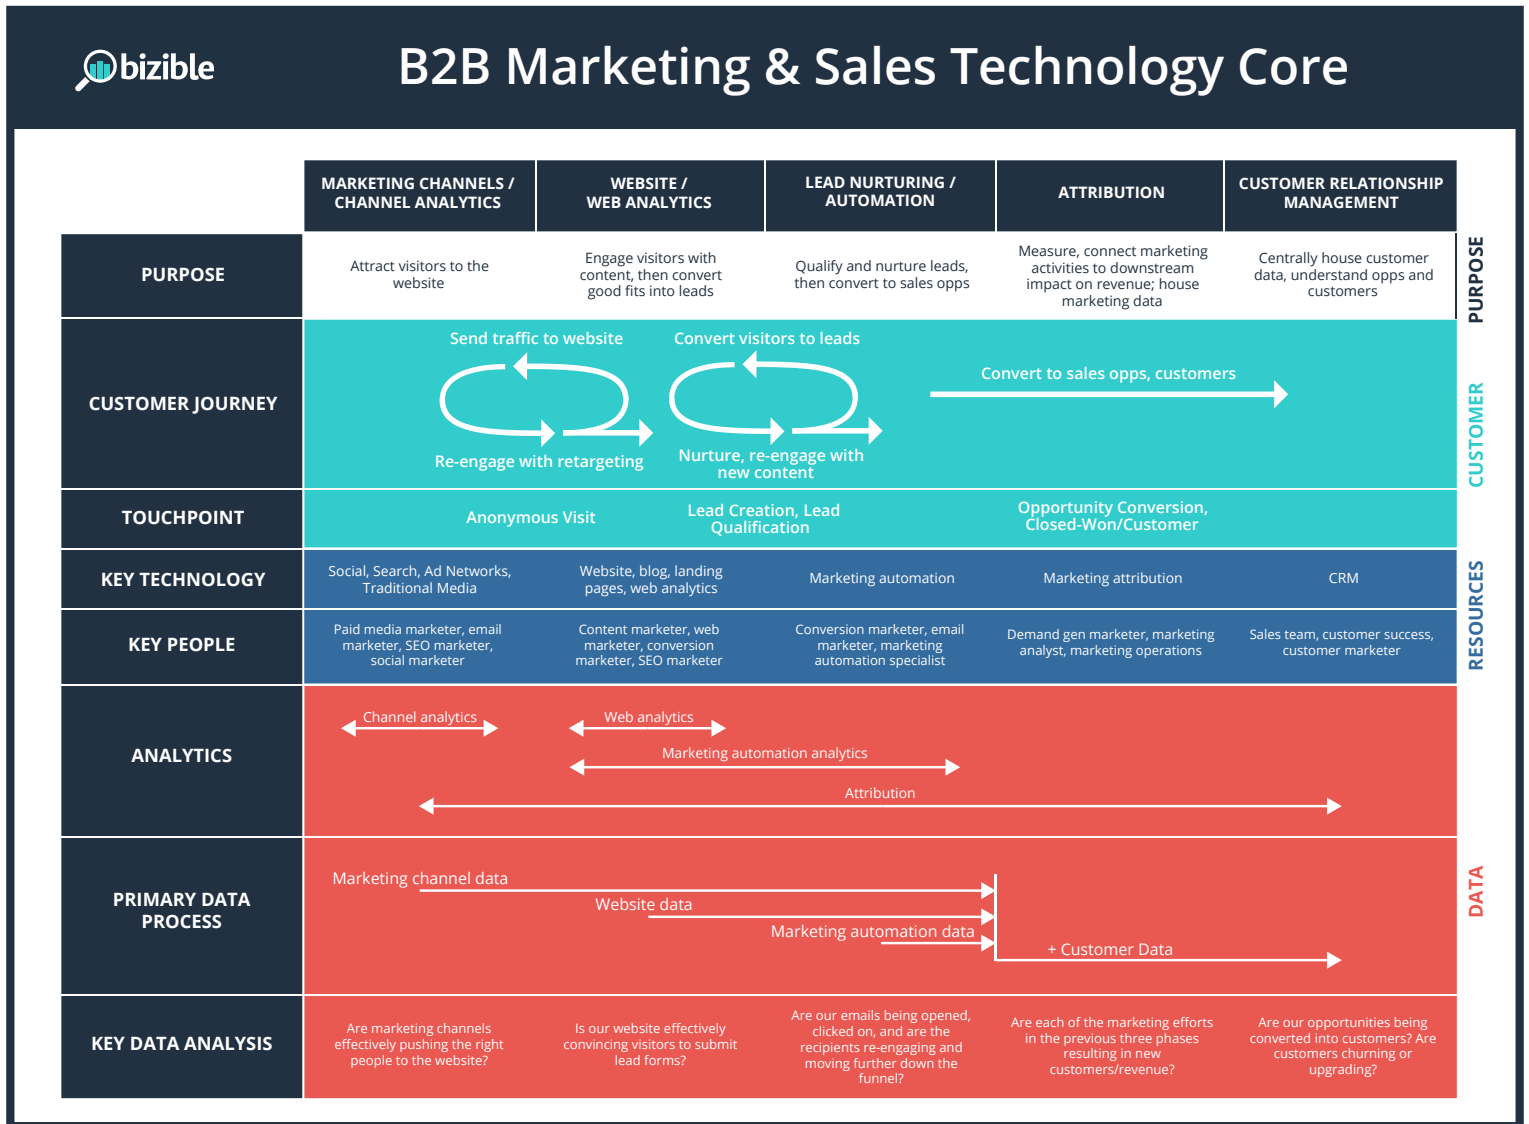 bizible
B2B Marketing & Sales Technology Core
MARKETING CHANNELS /
CHANNEL ANALYTICS
WEBSITE /
WEB ANALYTICS
LEAD NURTURING /
AUTOMATION
ATTRIBUTION
CUSTOMER RELATIONSHIP
MANAGEMENT
PURPOSE
Attract visitors to the
website
Engage visitors with
content, then convert
good fits into leads
Qualify and nurture leads,
then convert to sales opps
Measure, connect marketing
activities to downstream
impact on revenue; house
marketing data
Centrally house customer
data, understand opps and
customers
PURPOSE
CUSTOMER JOURNEY
Send traffic to website
Re-engage with retargeting
Convert visitors to leads
Nurture, re-engage with
new content
Convert to sales opps, customers
CUSTOMER
TOUCHPOINT
Anonymous Visit
Lead Creation, Lead
Qualification
Opportunity Conversion,
Closed-Won/Customer
KEY TECHNOLOGY
Social, Search, Ad Networks,
Traditional Media
Website, blog, landing
pages, web analytics
Marketing automation
Marketing attribution
CRM
RESOURCES
KEY PEOPLE
Paid media marketer, email
marketer, SEO marketer,
social marketer
Content marketer, web
marketer, conversion
marketer, SEO marketer
Conversion marketer, email
marketer, marketing
automation specialist
Demand gen marketer, marketing
analyst, marketing operations
Sales team, customer success,
customer marketer
ANALYTICS
Channel analytics
Web analytics
Marketing automation analytics
Attribution
PRIMARY DATA
PROCESS
Marketing channel data
Website data
Marketing automation data
+ Customer Data
DATA
KEY DATA ANALYSIS
Are marketing channels
effectively pushing the right
people to the website?
Is our website effectively
convincing visitors to submit
lead forms?
Are our emails being opened,
clicked on, and are the
recipients re-engaging and
moving further down the
funnel?
Are each of the marketing efforts
in the previous three phases
resulting in new
customers/revenue?
Are our opportunities being
converted into customers? Are
customers churning or
upgrading?